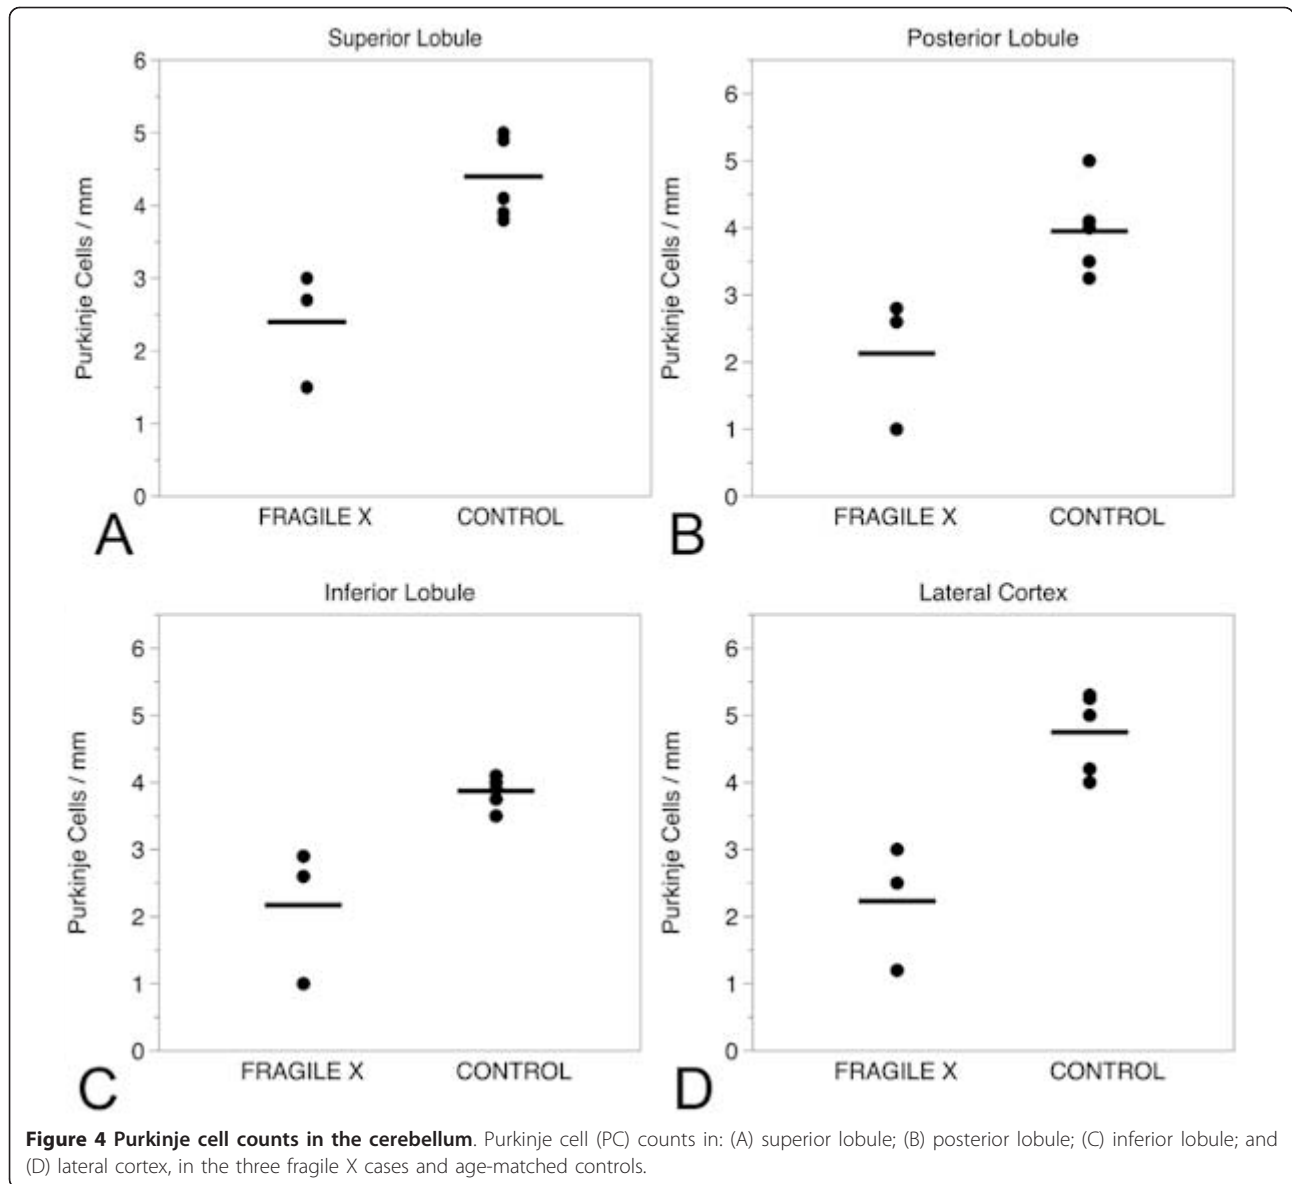 Superior Lobule
Purkinje Cells / mm
6
5
4
3
2
1
0
FRAGILE X CONTROL
A
Posterior Lobule
Purkinje Cells / mm
6
5
4
3
2
1
0
FRAGILE X CONTROL
B
Inferior Lobule
Purkinje Cells / mm
6
5
4
3
2
1
0
FRAGILE X CONTROL
C
Lateral Cortex
Purkinje Cells / mm
6
5
4
3
2
1
0
FRAGILE X CONTROL
D
Figure 4 Purkinje cell counts in the cerebellum. Purkinje cell (PC) counts in: (A) superior lobule; (B) posterior lobule; (C) inferior lobule; and
(D) lateral cortex, in the three fragile X cases and age-matched controls.